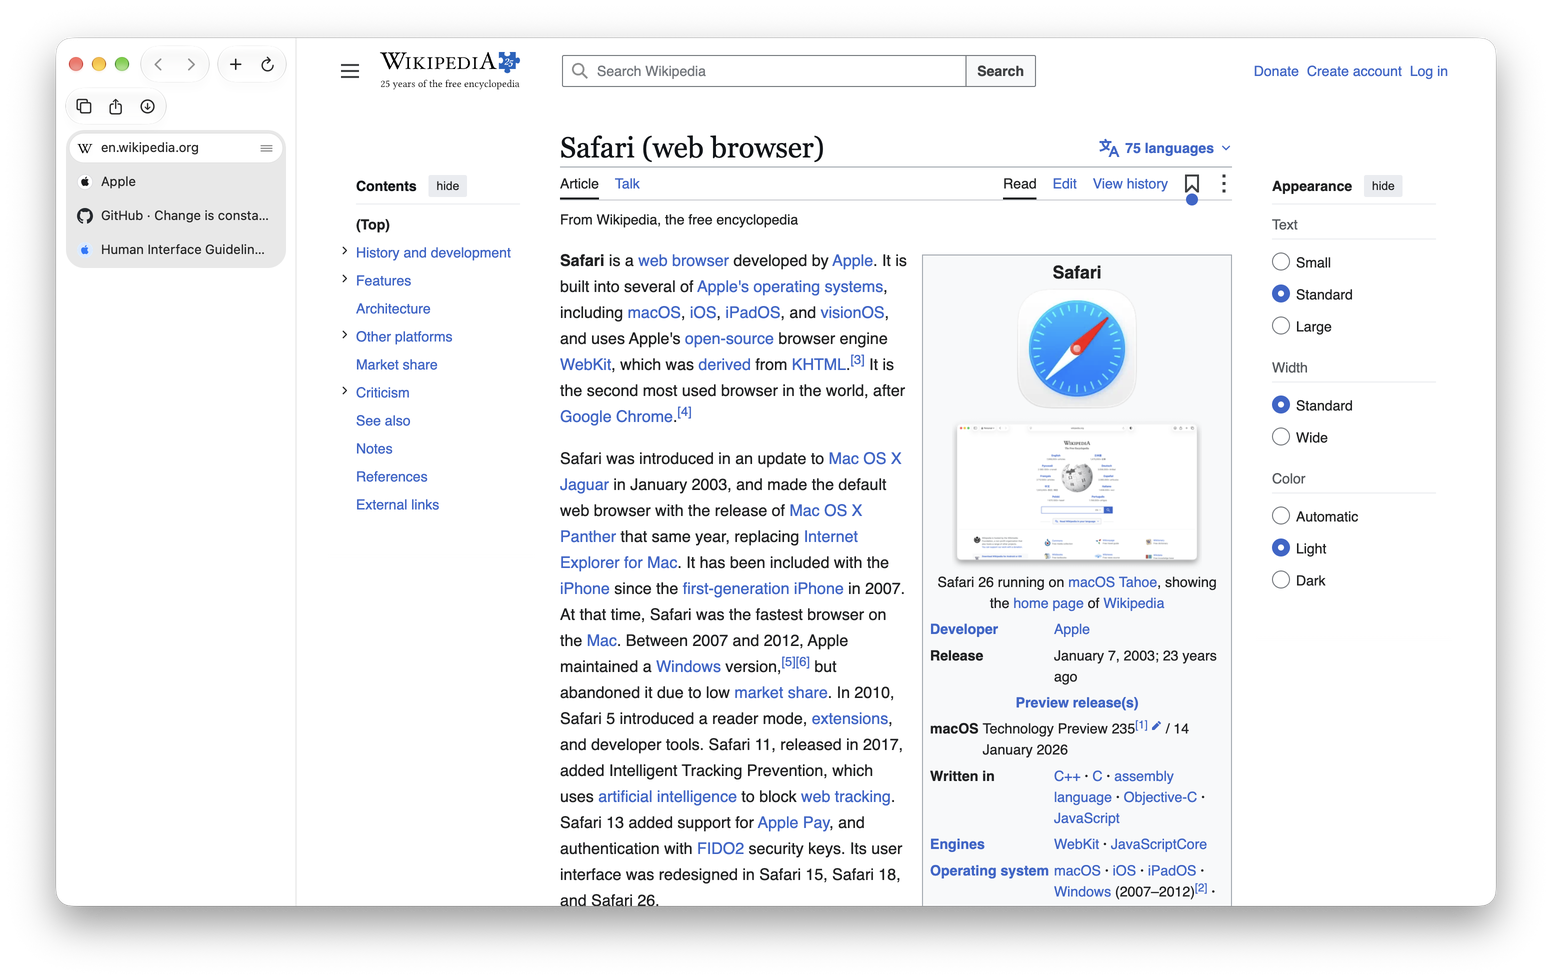 en.wikipedia.org
Apple
GitHub · Change is consta...
Human Interface Guidelin...
WIKIPEDIA 25
25 years of the free encyclopedia
Search Wikipedia
Search
Donate Create account Log in
Contents hide
(Top)
History and development
Features
Architecture
Other platforms
Market share
Criticism
See also
Notes
References
External links
Safari (web browser)
75 languages
Article Talk
Read Edit View history
From Wikipedia, the free encyclopedia
Safari is a web browser developed by Apple. It is
built into several of Apple's operating systems,
including macOS, iOS, iPadOS, and visionOS,
and uses Apple's open-source browser engine
WebKit, which was derived from KHTML.[3] It is
the second most used browser in the world, after
Google Chrome.[4]
Safari was introduced in an update to Mac OS X
Jaguar in January 2003, and made the default
web browser with the release of Mac OS X
Panther that same year, replacing Internet
Explorer for Mac. It has been included with the
iPhone since the first-generation iPhone in 2007.
At that time, Safari was the fastest browser on
the Mac. Between 2007 and 2012, Apple
maintained a Windows version,[5][6] but
abandoned it due to low market share. In 2010,
Safari 5 introduced a reader mode, extensions,
and developer tools. Safari 11, released in 2017,
added Intelligent Tracking Prevention, which
uses artificial intelligence to block web tracking.
Safari 13 added support for Apple Pay, and
authentication with FIDO2 security keys. Its user
interface was redesigned in Safari 15, Safari 18,
and Safari 26.
Safari
WIKIPEDIA
Safari 26 running on macOS Tahoe, showing
the home page of Wikipedia
Developer Apple
Release January 7, 2003; 23 years
ago
Preview release(s)
macOS Technology Preview 235[1] / 14
January 2026
Written in C++ · C · assembly
language · Objective-C ·
JavaScript
Engines WebKit · JavaScriptCore
Operating system macOS · iOS · iPadOS ·
Windows (2007–2012)[2] ·
Appearance hide
Text
Small
Standard
Large
Width
Standard
Wide
Color
Automatic
Light
Dark